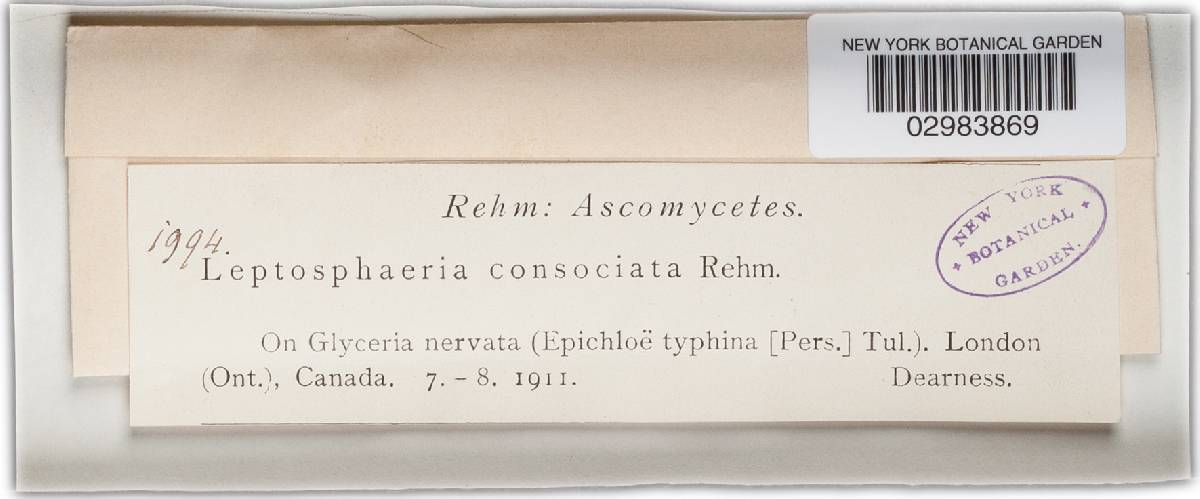 NEW YORK BOTANICAL GARDEN
02983869
Rehm: Ascomycetes.
1994.
Leptosphaeria consociata Rehm.
NEW YORK
BOTANICAL
GARDEN.
On Glyceria nervata (Epichloë typhina [Pers.] Tul.). London
(Ont.), Canada. 7. – 8. 1911. Dearness.